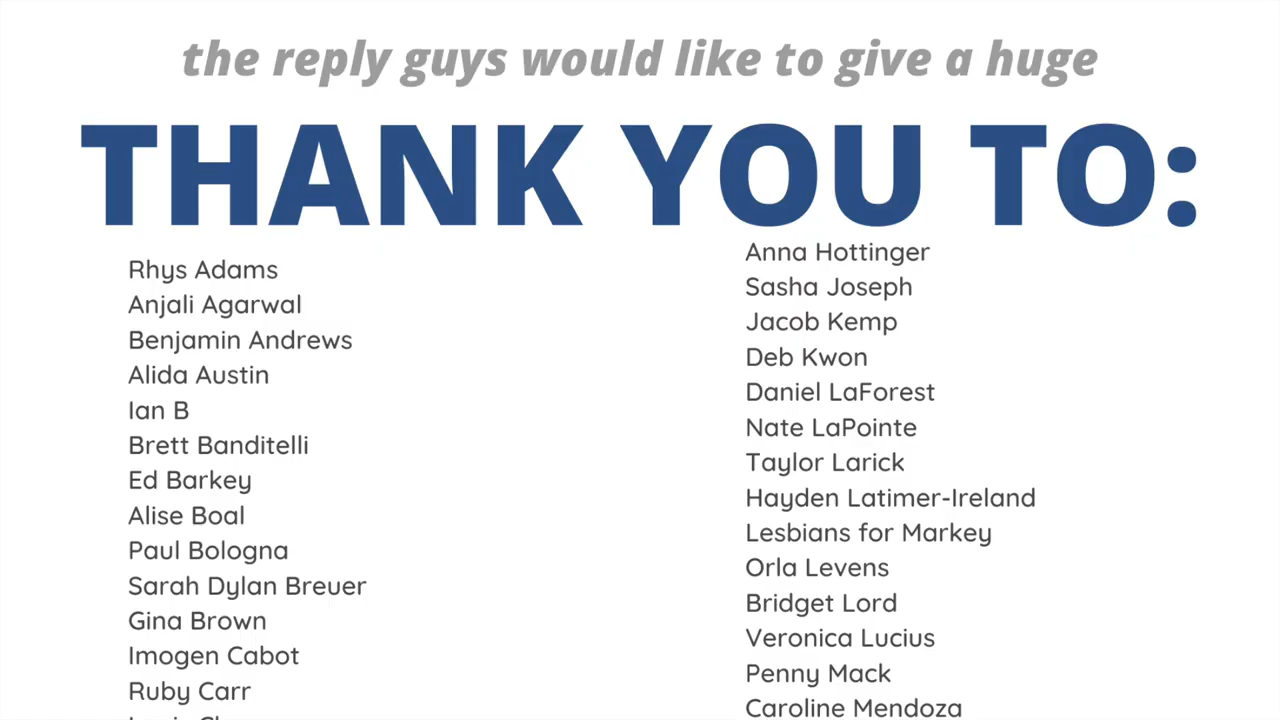 the reply guys would like to give a huge
THANK YOU TO:
Rhys Adams
Anjali Agarwal
Benjamin Andrews
Alida Austin
Ian B
Brett Banditelli
Ed Barkey
Alise Boal
Paul Bologna
Sarah Dylan Breuer
Gina Brown
Imogen Cabot
Ruby Carr
Anna Hottinger
Sasha Joseph
Jacob Kemp
Deb Kwon
Daniel LaForest
Nate LaPointe
Taylor Larick
Hayden Latimer-Ireland
Lesbians for Markey
Orla Levens
Bridget Lord
Veronica Lucius
Penny Mack
Caroline Mendoza